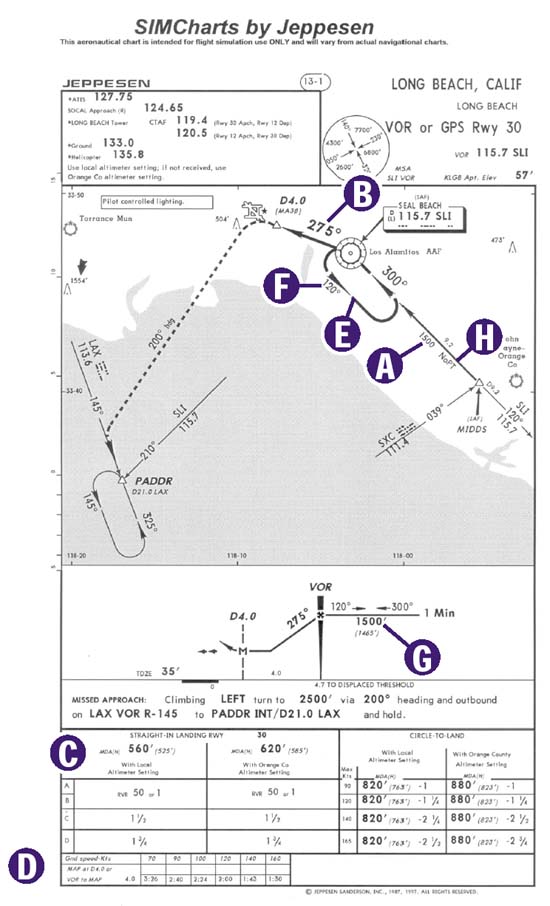 SIMCharts by Jeppesen
This aeronautical chart is intended for flight simulation use ONLY and will vary from actual navigational charts.
JEPPESEN
13-1
LONG BEACH, CALIF
LONG BEACH
VOR or GPS Rwy 30
VOR 115.7 SLI
KLGB Apt. Elev 57'
*ATIS 127.75
SOCAL Approach (R) 124.65
*LONG BEACH Tower CTAF 119.4 (Rwy 30 Apch, Rwy 12 Dep)
120.5 (Rwy 12 Apch, Rwy 30 Dep)
*Ground 133.0
*Helicopter 135.8
Use local altimeter setting; if not received, use
Orange Co altimeter setting.
7700'
4300'
6800'
2600'
050°
MSA
SLI VOR
33-50
Pilot controlled lighting.
Torrance Mun
504'
D4.0
(MA30)
275°
B
(IAF)
SEAL BEACH
D
(L) 115.7 SLI
Los Alamitos AAF
473'
15
10
5
0
5
1554'
200° hdg
F
120°
E
300°
A
1500
NoPT
9.2
H
John
Wayne-
Orange
Co
D9.2
SLI
120°
115.7
039°
(IAF)
MIDDS
SXC
111.4
LAX
113.6
145°
33-40
SLI
115.7
210°
PADDR
D21.0 LAX
145°
325°
118-20
118-10
118-00
VOR
D4.0
275°
120° 300° 1 Min
1500'
(1465')
G
M
TDZE 35'
0
4.0
4.7 TO DISPLACED THRESHOLD
MISSED APPROACH: Climbing LEFT turn to 2500' via 200° heading and outbound
on LAX VOR R-145 to PADDR INT/D21.0 LAX and hold.
STRAIGHT-IN LANDING RWY 30
CIRCLE-TO-LAND
C
MDA(H) 560' (525')
MDA(H) 620' (585')
With Local
Altimeter Setting
With Orange Co
Altimeter Setting
Max
Kts
With Local
Altimeter Setting
MDA(H)
With Orange County
Altimeter Setting
MDA(H)
A
B
RVR 50 or 1
RVR 50 or 1
90 820' (763') -1 880' (823') -1
120 820' (763') -1 1/4 880' (823') -1 1/4
C 1 1/2 1 1/2
140 820' (763') -2 1/4 880' (823') -2 1/2
D 1 3/4 1 3/4
165 820' (763') -2 1/2 880' (823') -2 3/4
D
Gnd speed-Kts 70 90 100 120 140 160
MAP at D4.0 or
VOR to MAP 4.0 3:26 2:40 2:24 2:00 1:43 1:30
© JEPPESEN SANDERSON, INC., 1987, 1997. ALL RIGHTS RESERVED.